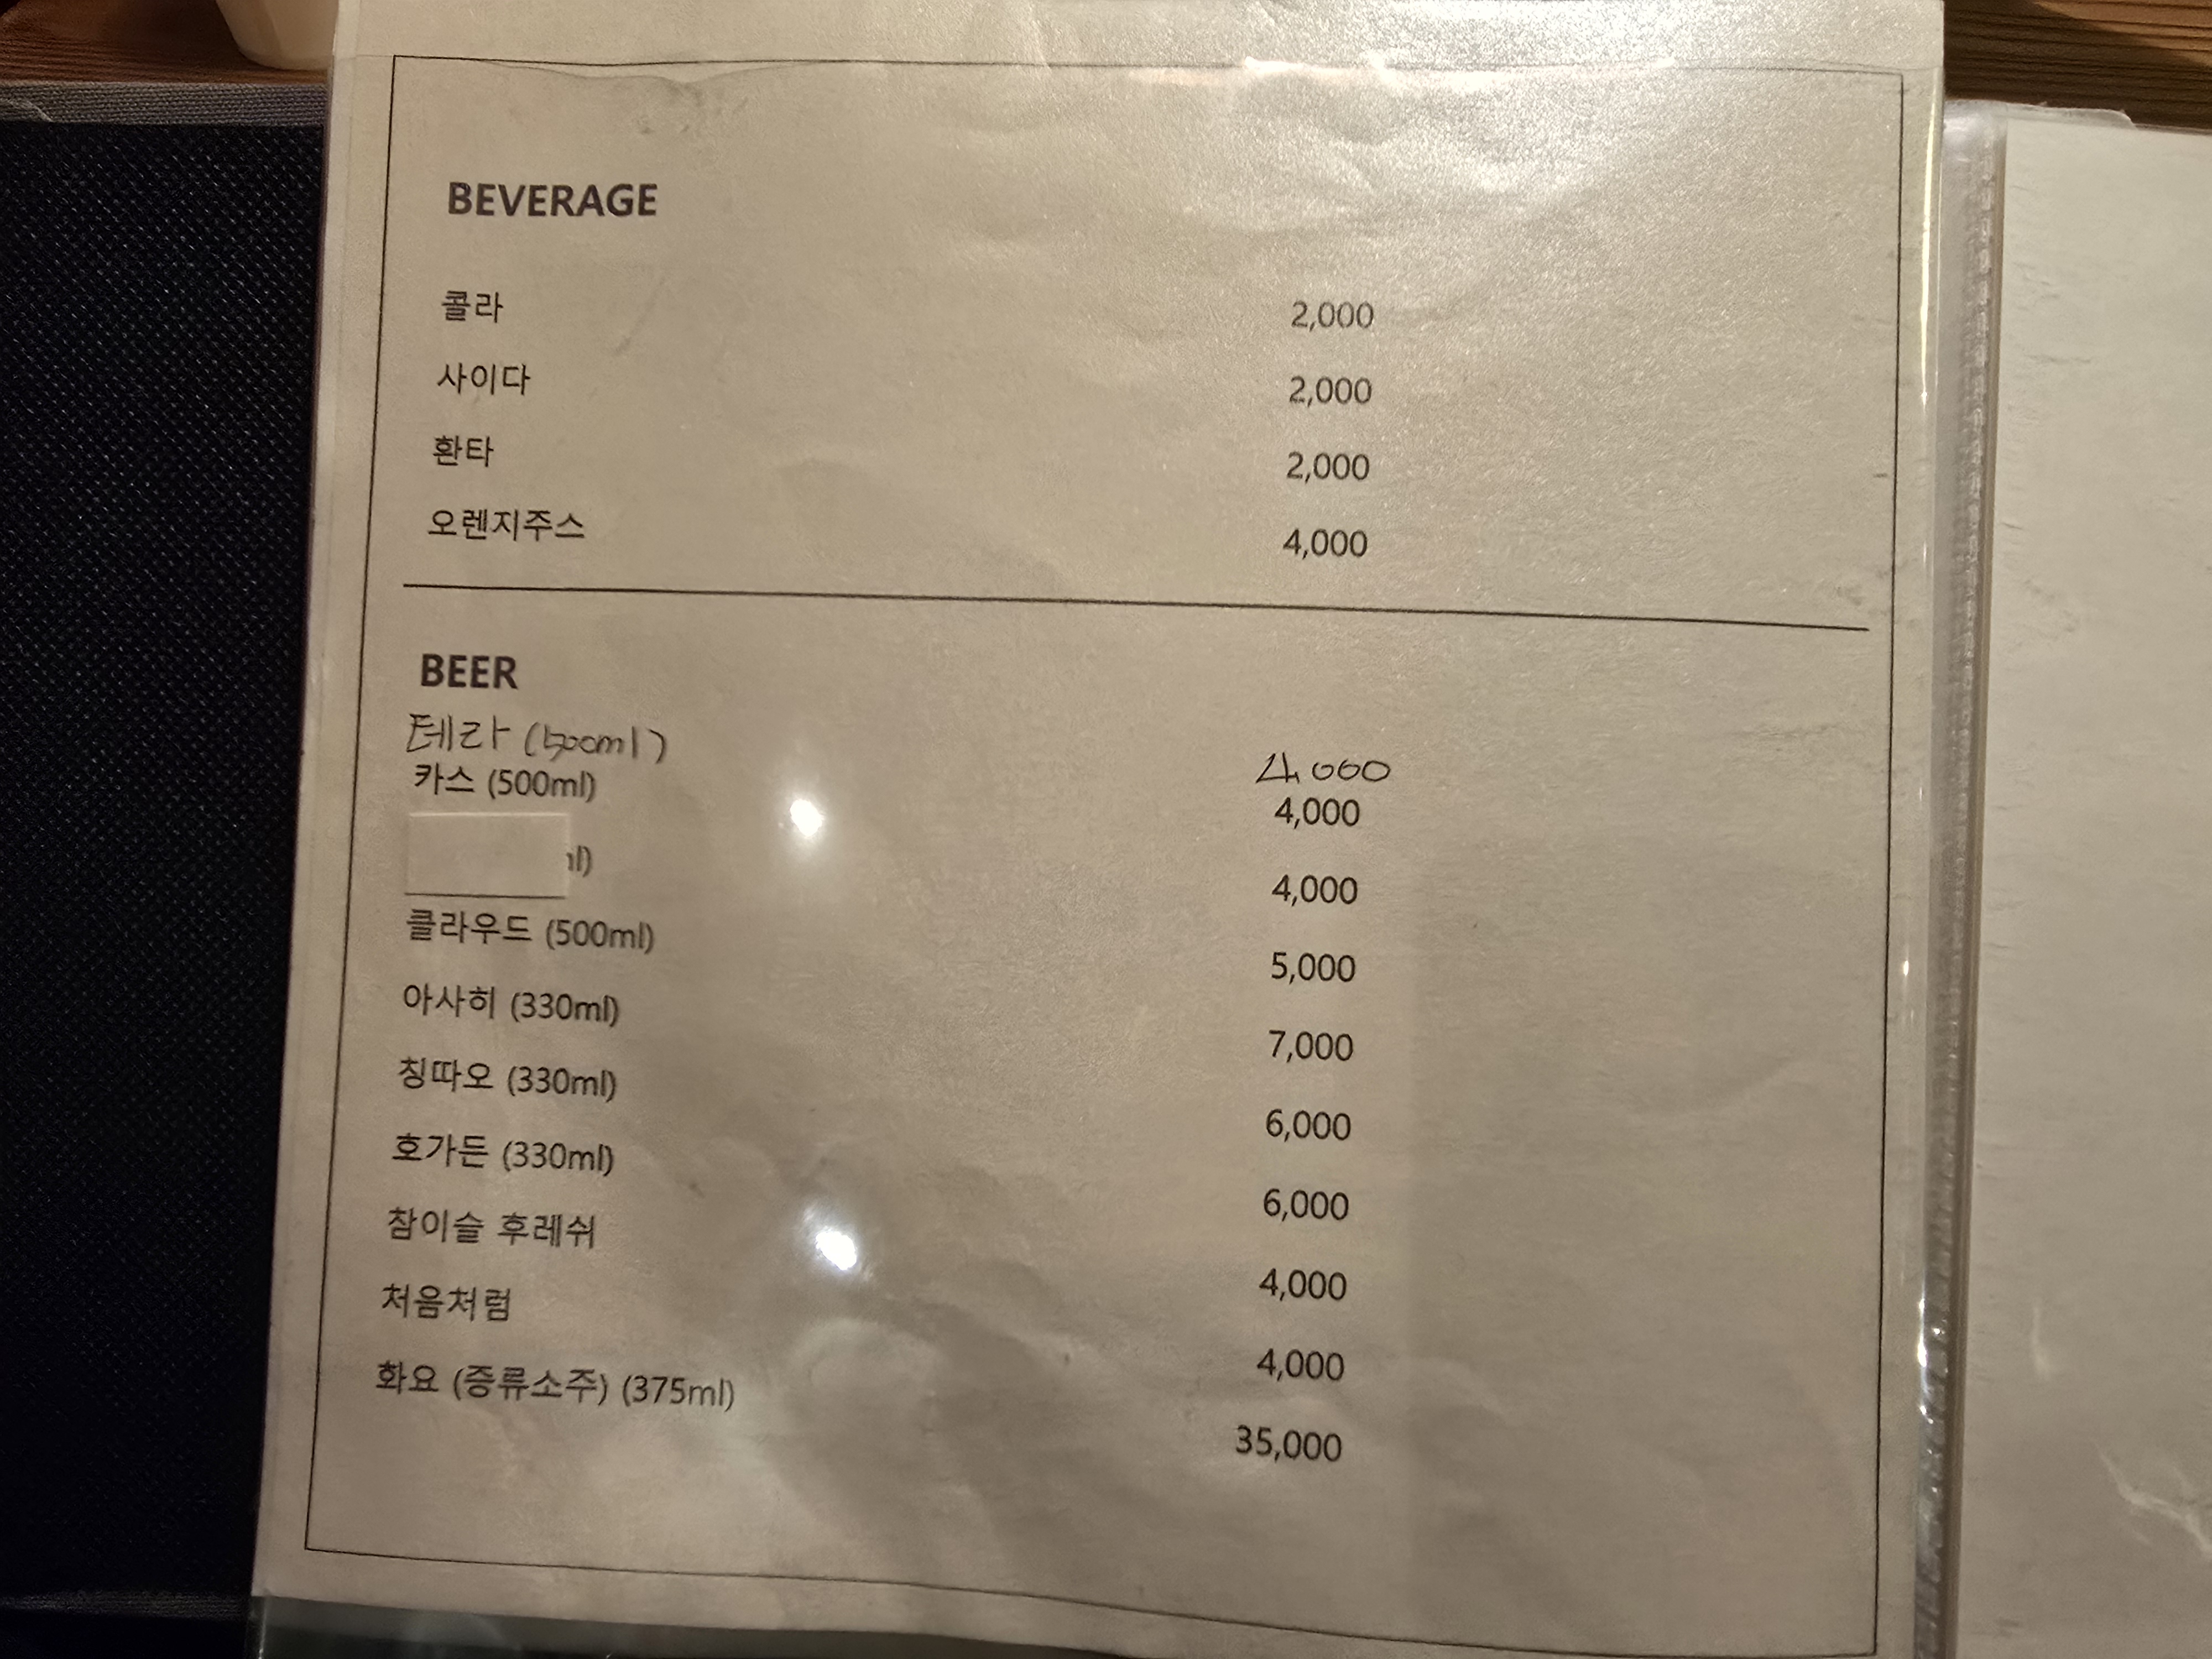 BEVERAGE
콜라 2,000
사이다 2,000
환타 2,000
오렌지주스 4,000
BEER
테라 (500ml) 4,000
카스 (500ml) 4,000
l) 4,000
클라우드 (500ml) 5,000
아사히 (330ml) 7,000
칭따오 (330ml) 6,000
호가든 (330ml) 6,000
참이슬 후레쉬 4,000
처음처럼 4,000
화요 (증류소주) (375ml) 35,000